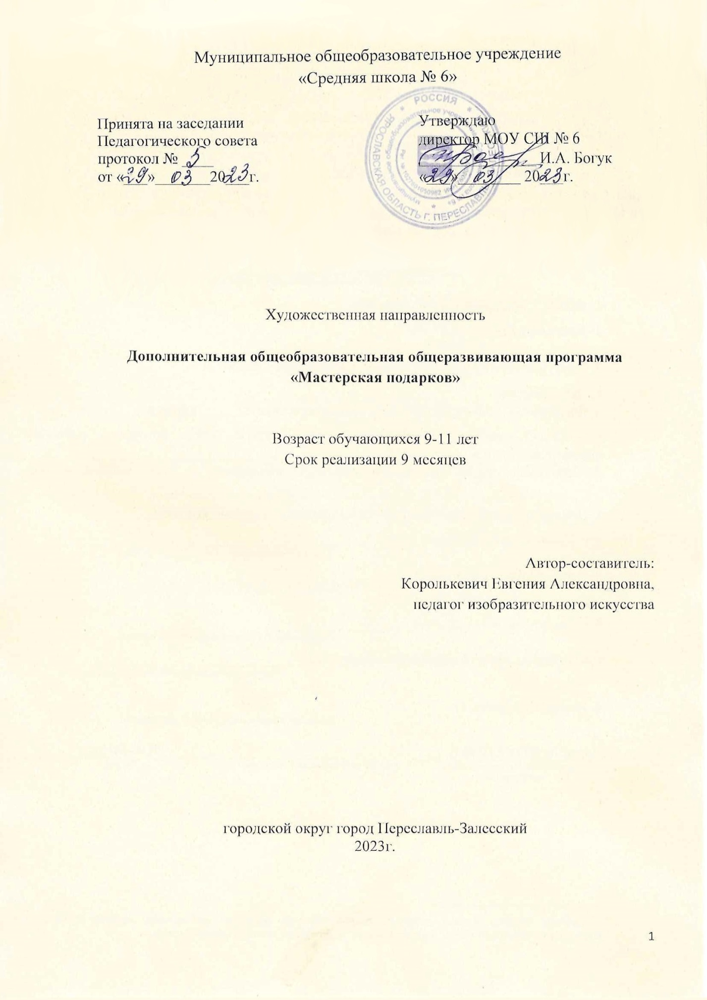 Муниципальное общеобразовательное учреждение
«Средняя школа № 6»
Принята на заседании
Педагогического совета
протокол № 5
от «29» 03 2023г.
Утверждаю
директор МОУ СШ № 6
И.А. Богук
«29» 03 2023г.
РОССИЯ
ЯРОСЛАВСКАЯ ОБЛАСТЬ Г. ПЕРЕСЛАВЛЬ
Художественная направленность
Дополнительная общеобразовательная общеразвивающая программа
«Мастерская подарков»
Возраст обучающихся 9-11 лет
Срок реализации 9 месяцев
Автор-составитель:
Королькевич Евгения Александровна,
педагог изобразительного искусства
городской округ город Переславль-Залесский
2023г.
1